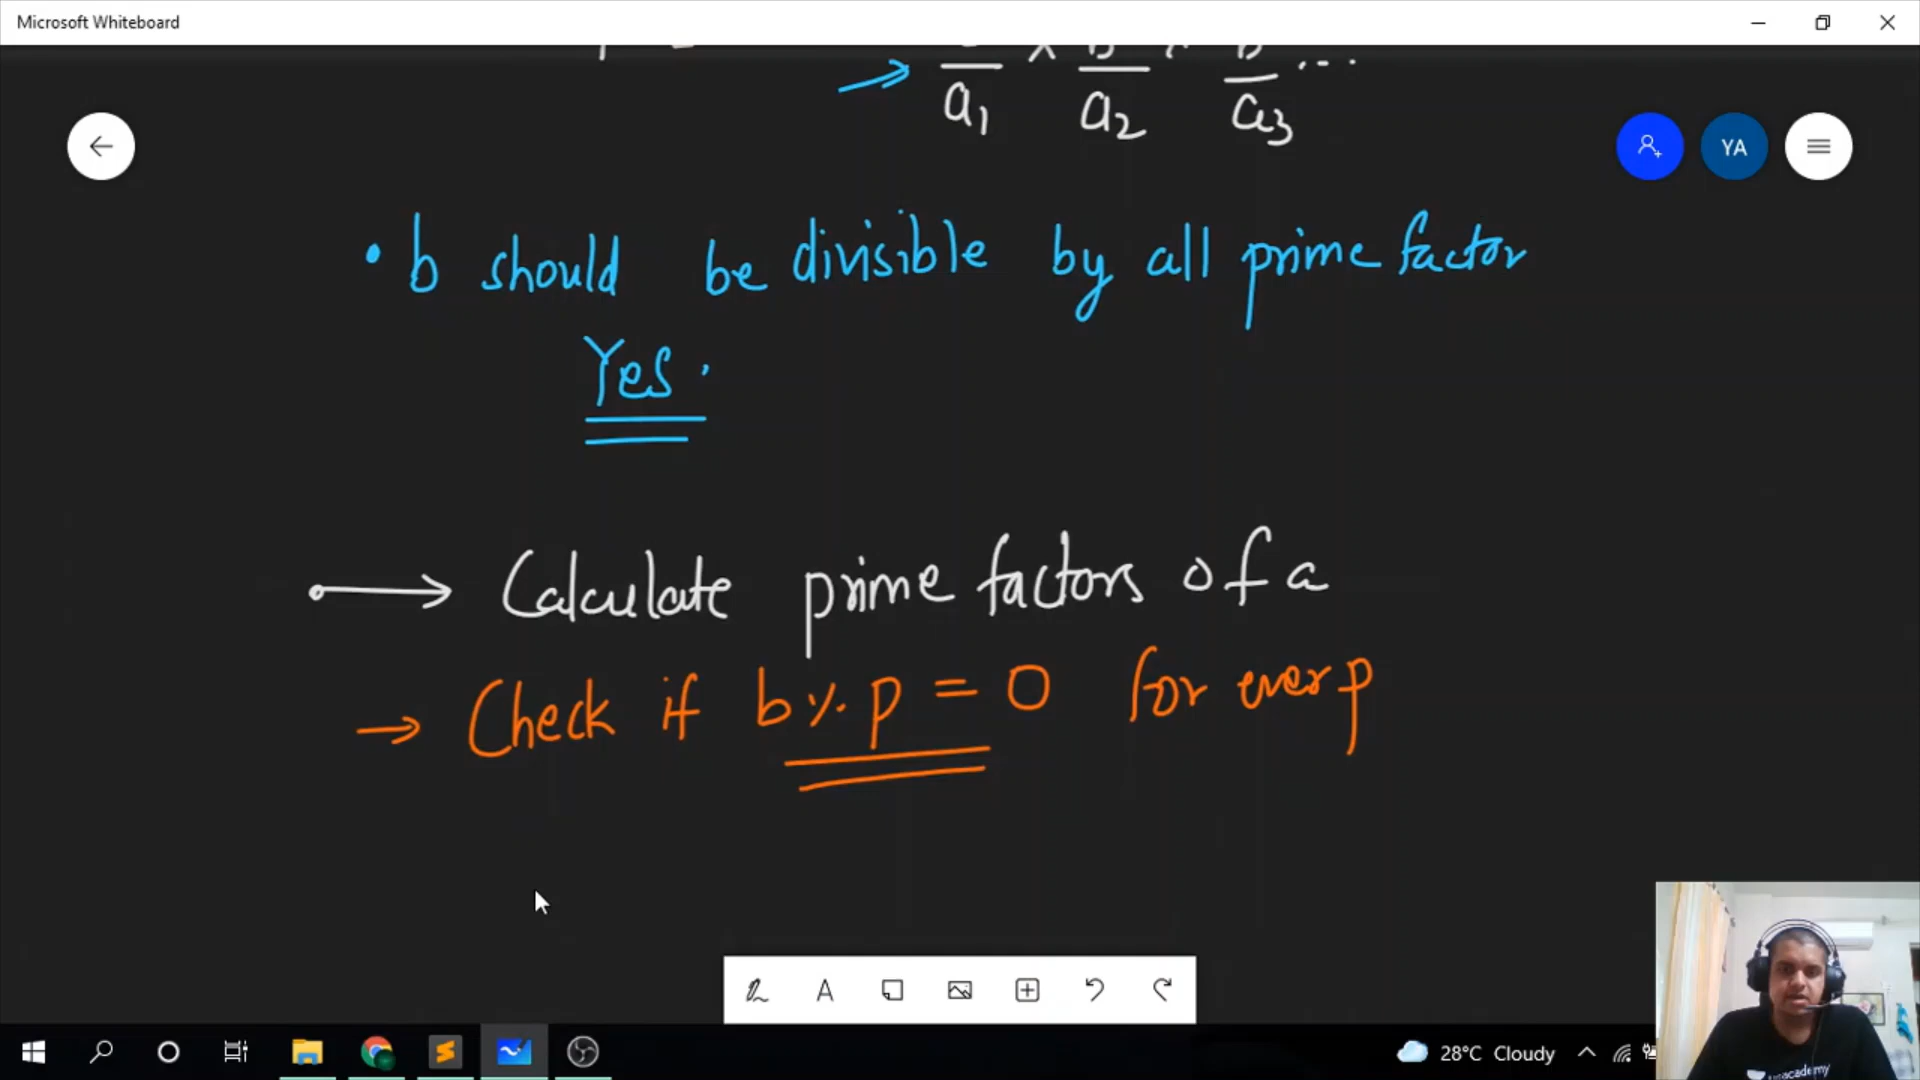 Microsoft Whiteboard
a1 a2 a3
YA
• b should be divisible by all prime factor
Yes.
Calculate prime factors of a
→ Check if b % p = 0 for ever p
A
28°C Cloudy